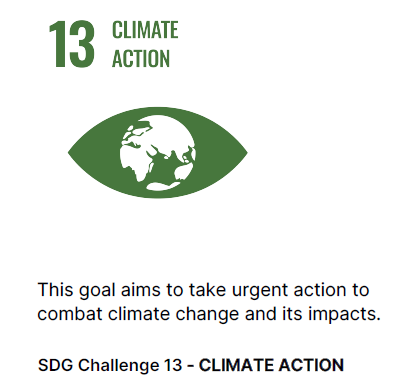 13 CLIMATE
ACTION
This goal aims to take urgent action to
combat climate change and its impacts.
SDG Challenge 13 - CLIMATE ACTION